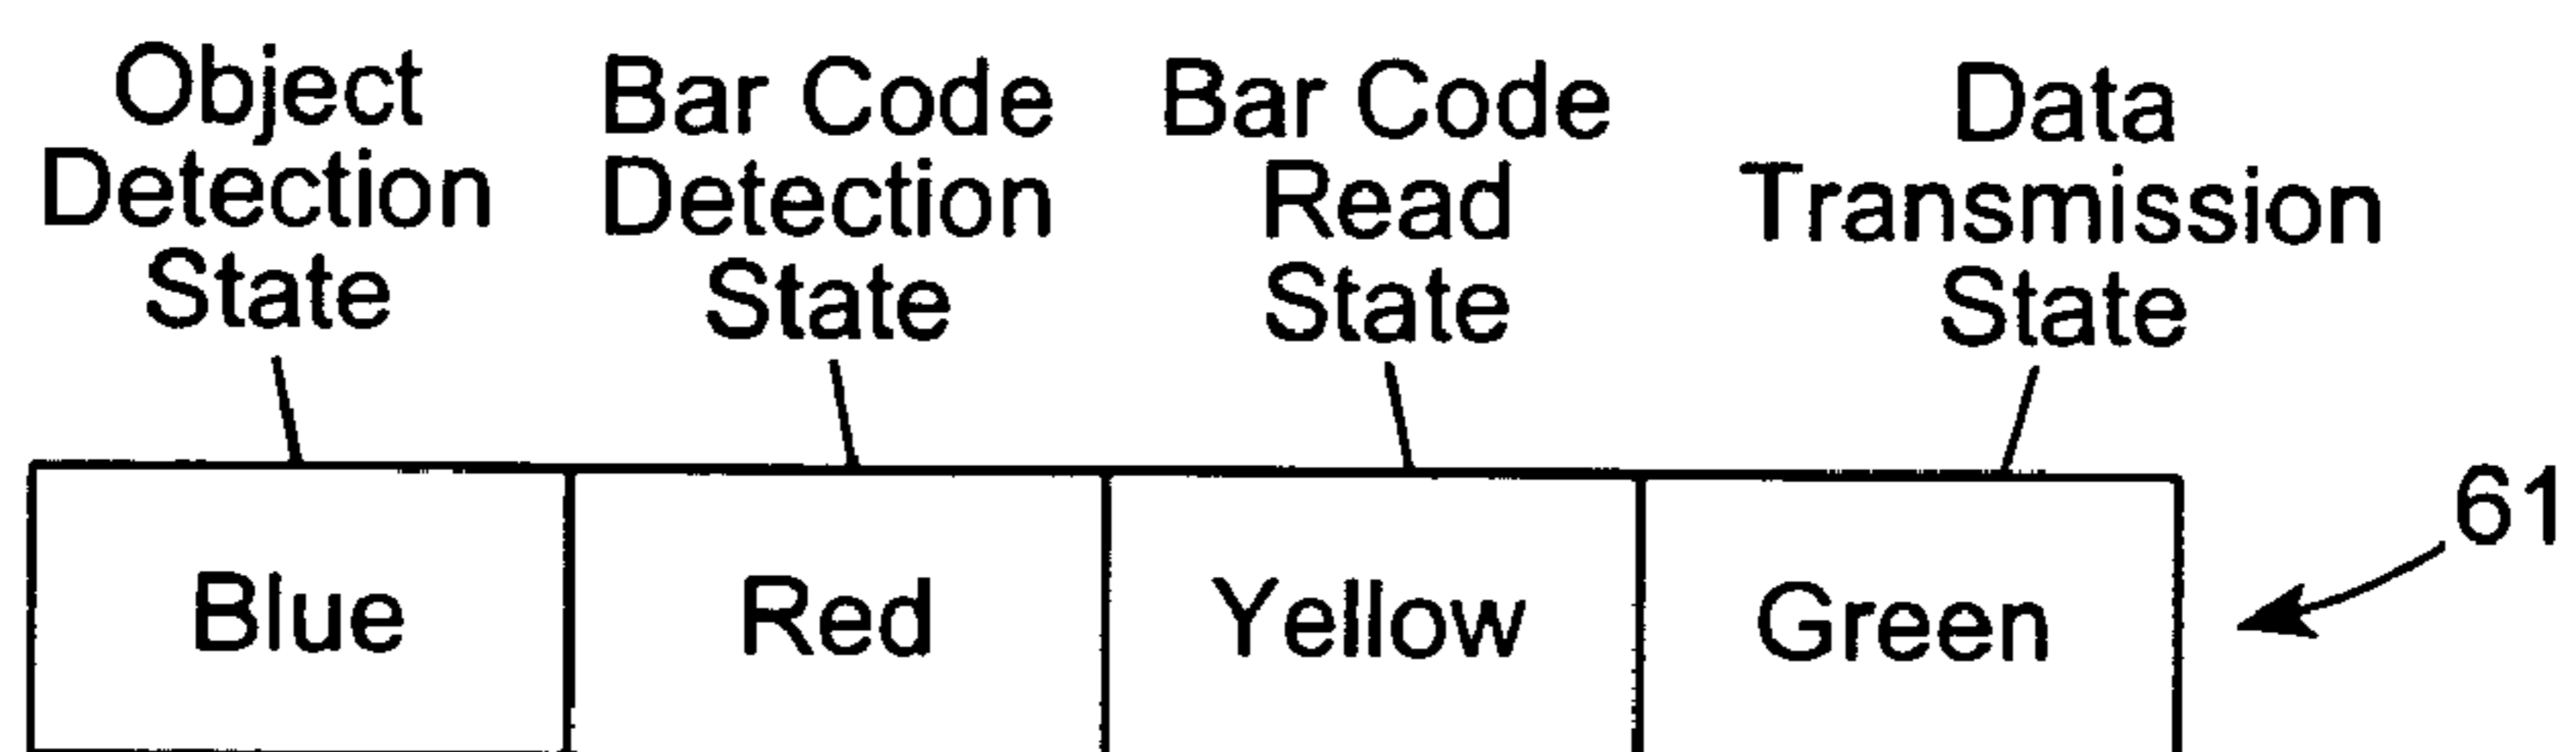 Object
Detection
State
Bar Code
Detection
State
Bar Code
Read
State
Data
Transmission
State
Blue
Red
Yellow
Green
61